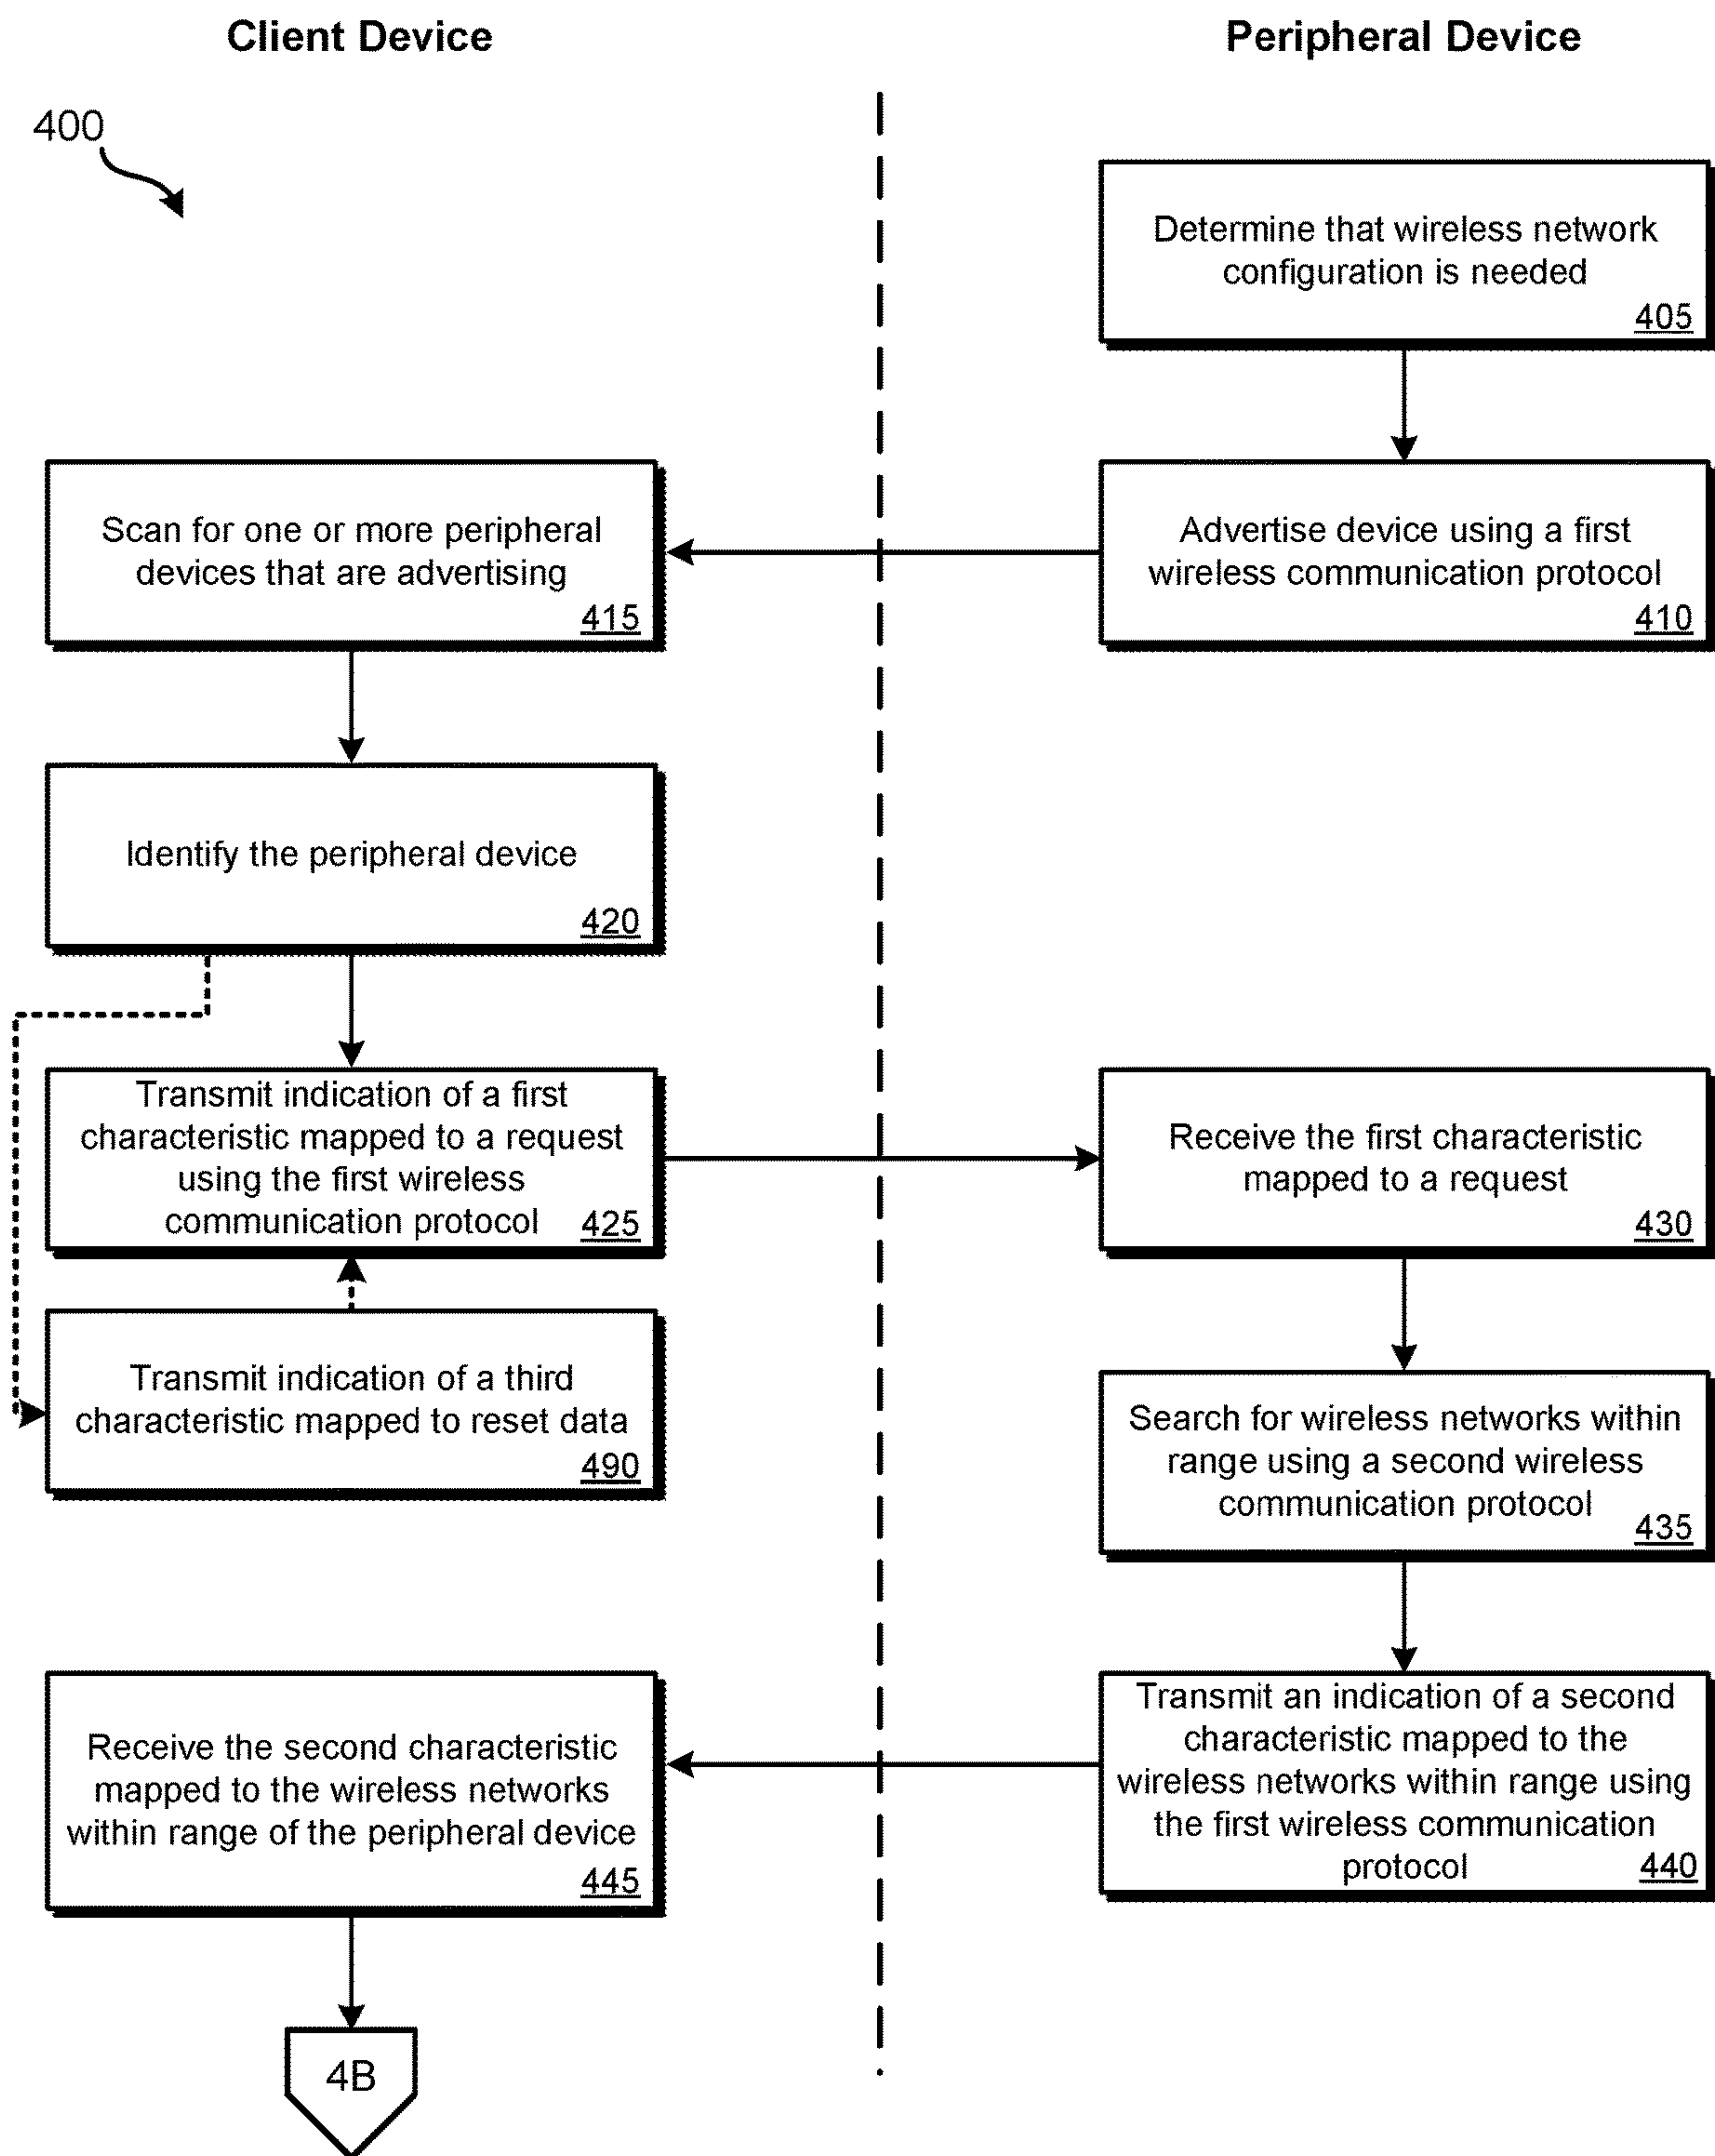 Client Device
Peripheral Device
400
Determine that wireless network
configuration is needed
405
Scan for one or more peripheral
devices that are advertising
415
Advertise device using a first
wireless communication protocol
410
Identify the peripheral device
420
Transmit indication of a first
characteristic mapped to a request
using the first wireless
communication protocol
425
Receive the first characteristic
mapped to a request
430
Transmit indication of a third
characteristic mapped to reset data
490
Search for wireless networks within
range using a second wireless
communication protocol
435
Receive the second characteristic
mapped to the wireless networks
within range of the peripheral device
445
Transmit an indication of a second
characteristic mapped to the
wireless networks within range using
the first wireless communication
protocol
440
4B